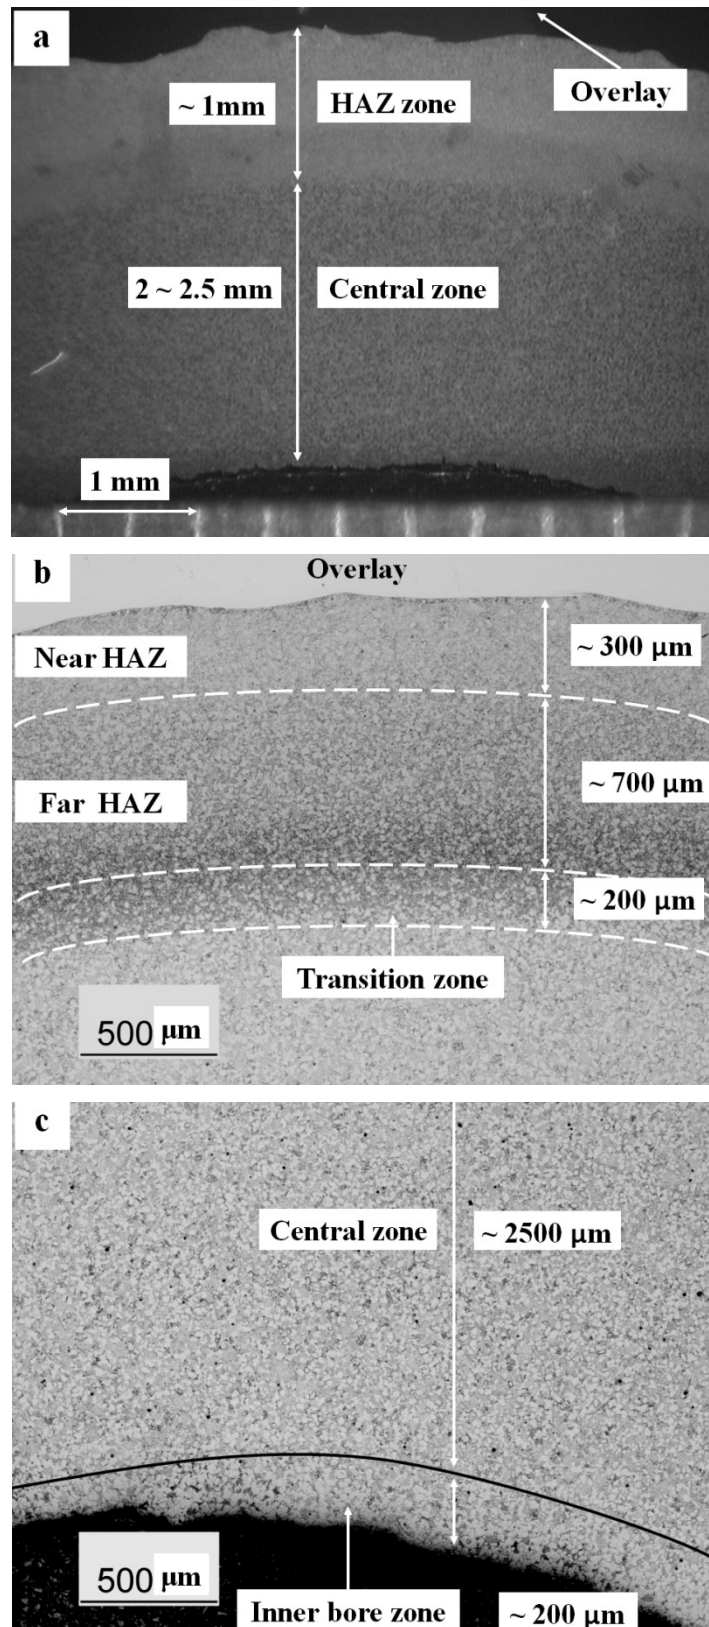 a
Overlay
~ 1mm
HAZ zone
2 ~ 2.5 mm
Central zone
1 mm
b
Overlay
Near HAZ
~ 300 μm
Far HAZ
~ 700 μm
~ 200 μm
Transition zone
500 μm
c
Central zone
~ 2500 μm
500 μm
Inner bore zone
~ 200 μm